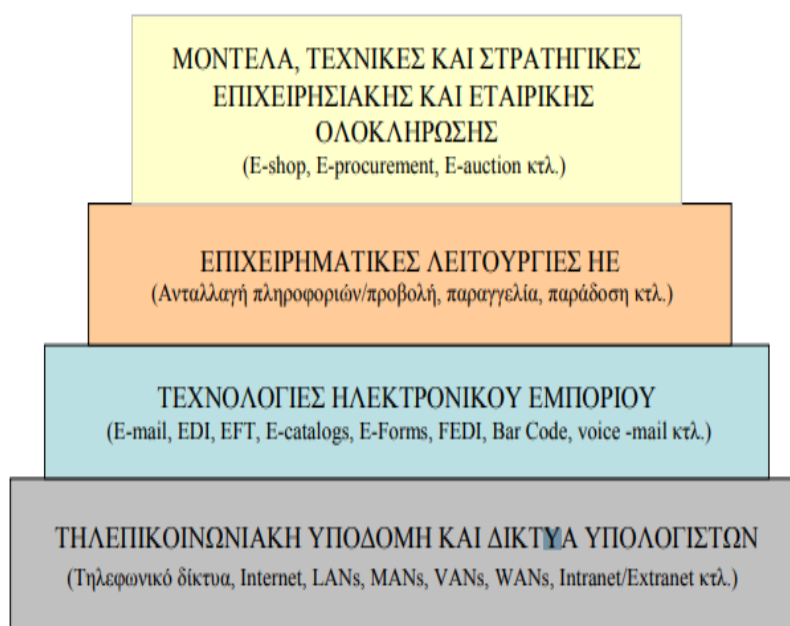 ΜΟΝΤΕΛΑ, ΤΕΧΝΙΚΕΣ ΚΑΙ ΣΤΡΑΤΗΓΙΚΕΣ
ΕΠΙΧΕΙΡΗΣΙΑΚΗΣ ΚΑΙ ΕΤΑΙΡΙΚΗΣ
ΟΛΟΚΛΗΡΩΣΗΣ
(E-shop, E-procurement, E-auction κτλ.)
ΕΠΙΧΕΙΡΗΜΑΤΙΚΕΣ ΛΕΙΤΟΥΡΓΙΕΣ ΗΕ
(Ανταλλαγή πληροφοριών/προβολή, παραγγελία, παράδοση κτλ.)
ΤΕΧΝΟΛΟΓΙΕΣ ΗΛΕΚΤΡΟΝΙΚΟΥ ΕΜΠΟΡΙΟΥ
(E-mail, EDI, EFT, E-catalogs, E-Forms, FEDI, Bar Code, voice -mail κτλ.)
ΤΗΛΕΠΙΚΟΙΝΩΝΙΑΚΗ ΥΠΟΔΟΜΗ ΚΑΙ ΔΙΚΤΥΑ ΥΠΟΛΟΓΙΣΤΩΝ
(Τηλεφωνικό δίκτυα, Internet, LANs, MANs, VANs, WANs, Intranet/Extranet κτλ.)